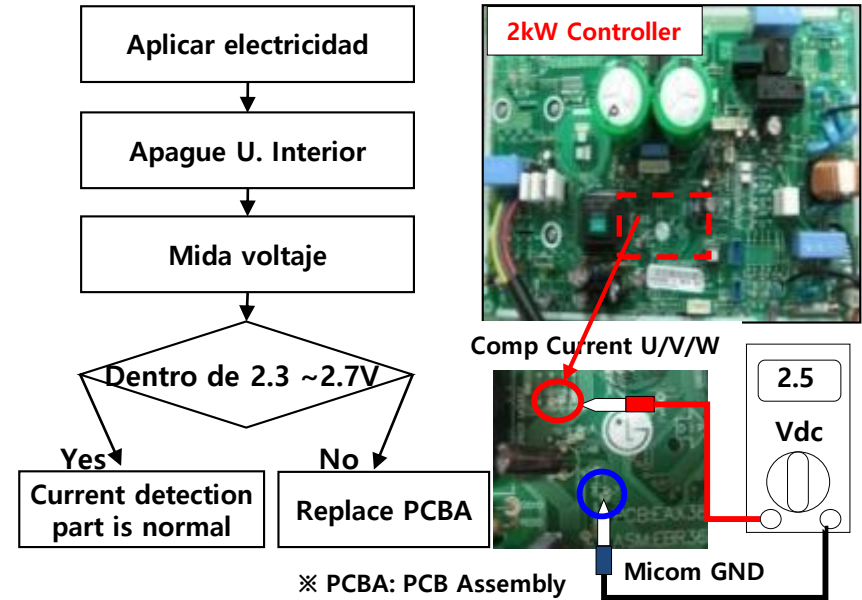 Aplicar electricidad
Apague U. Interior
Mida voltaje
Dentro de 2.3 ~2.7V
Yes
No
Current detection
part is normal
Replace PCBA
※ PCBA: PCB Assembly
2kW Controller
Comp Current U/V/W
2.5
Vdc
LG
Micom GND